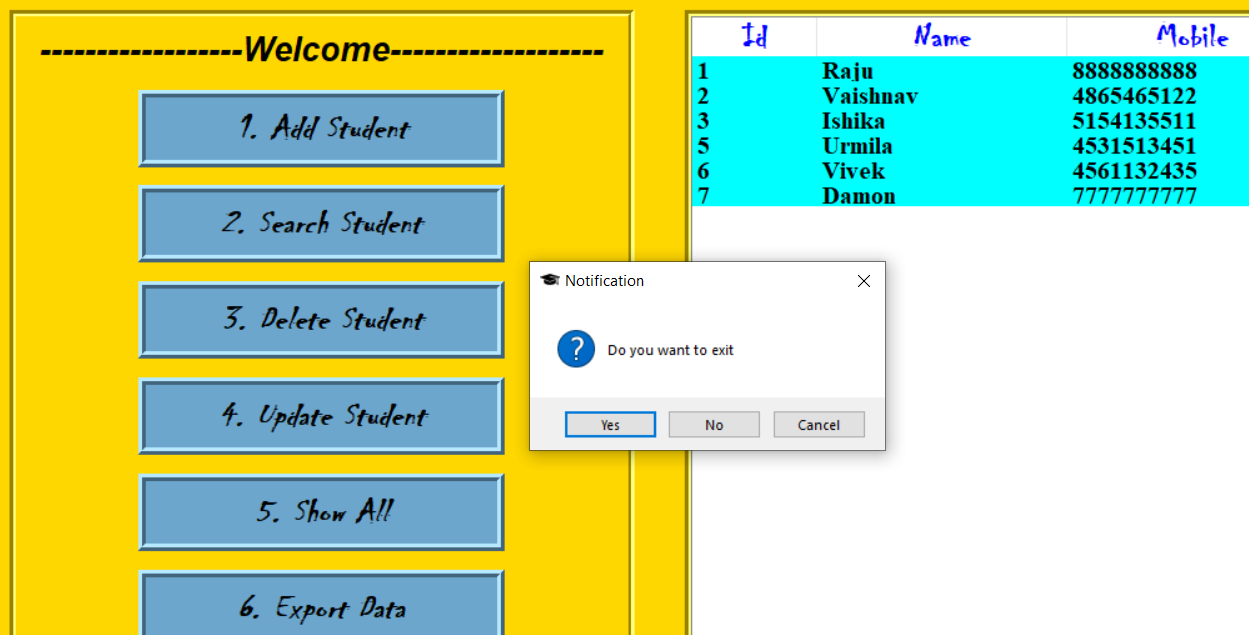 ------------------Welcome-------------------
1. Add Student
2. Search Student
3. Delete Student
4. Update Student
5. Show All
6. Export Data
Id Name Mobile
1 Raju 8888888888
2 Vaishnav 4865465122
3 Ishika 5154135511
5 Urmila 4531513451
6 Vivek 4561132435
7 Damon 7777777777
Notification
Do you want to exit
Yes No Cancel